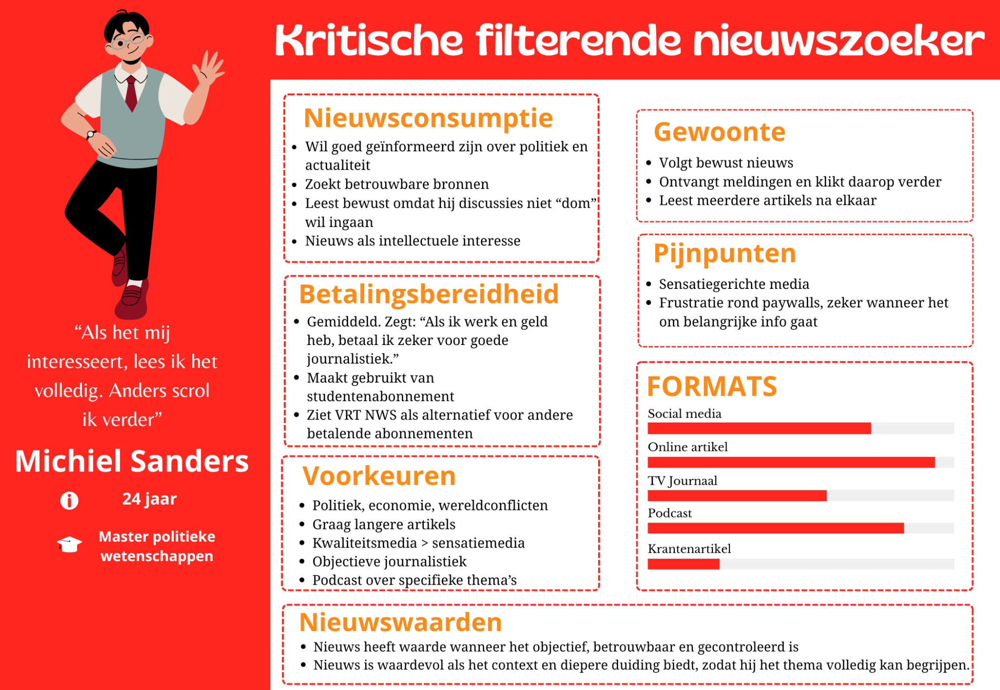 Kritische filterende nieuwszoeker
“Als het mij
interesseert, lees ik het
volledig. Anders scrol
ik verder”
Michiel Sanders
24 jaar
Master politieke
wetenschappen
Nieuwsconsumptie
• Wil goed geïnformeerd zijn over politiek en
actualiteit
• Zoekt betrouwbare bronnen
• Leest bewust omdat hij discussies niet “dom”
wil ingaan
• Nieuws als intellectuele interesse
Betalingsbereidheid
• Gemiddeld. Zegt: “Als ik werk en geld
heb, betaal ik zeker voor goede
journalistiek.”
• Maakt gebruikt van
studentenabonnement
• Ziet VRT NWS als alternatief voor andere
betalende abonnementen
Voorkeuren
• Politiek, economie, wereldconflicten
• Graag langere artikels
• Kwaliteitsmedia > sensatiemedia
• Objectieve journalistiek
• Podcast over specifieke thema’s
Gewoonte
• Volgt bewust nieuws
• Ontvangt meldingen en klikt daarop verder
• Leest meerdere artikels na elkaar
Pijnpunten
• Sensatiegerichte media
• Frustratie rond paywalls, zeker wanneer het
om belangrijke info gaat
FORMATS
Social media
Online artikel
TV Journaal
Podcast
Krantenartikel
Nieuwswaarden
• Nieuws heeft waarde wanneer het objectief, betrouwbaar en gecontroleerd is
• Nieuws is waardevol als het context en diepere duiding biedt, zodat hij het thema volledig kan begrijpen.